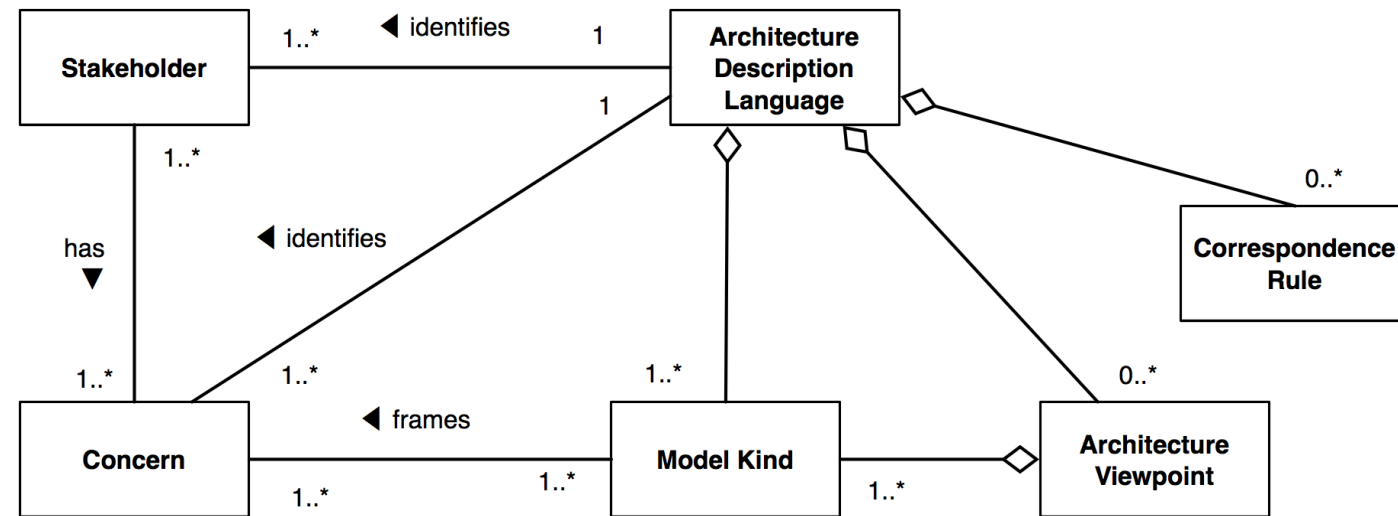 1..*
◀ identifies
1
Stakeholder
Architecture
Description
Language
1
1..*
0..*
has
▼
◀ identifies
Correspondence
Rule
1..*
1..*
1..*
0..*
◀ frames
Concern
Model Kind
Architecture
Viewpoint
1..*
1..*
1..*